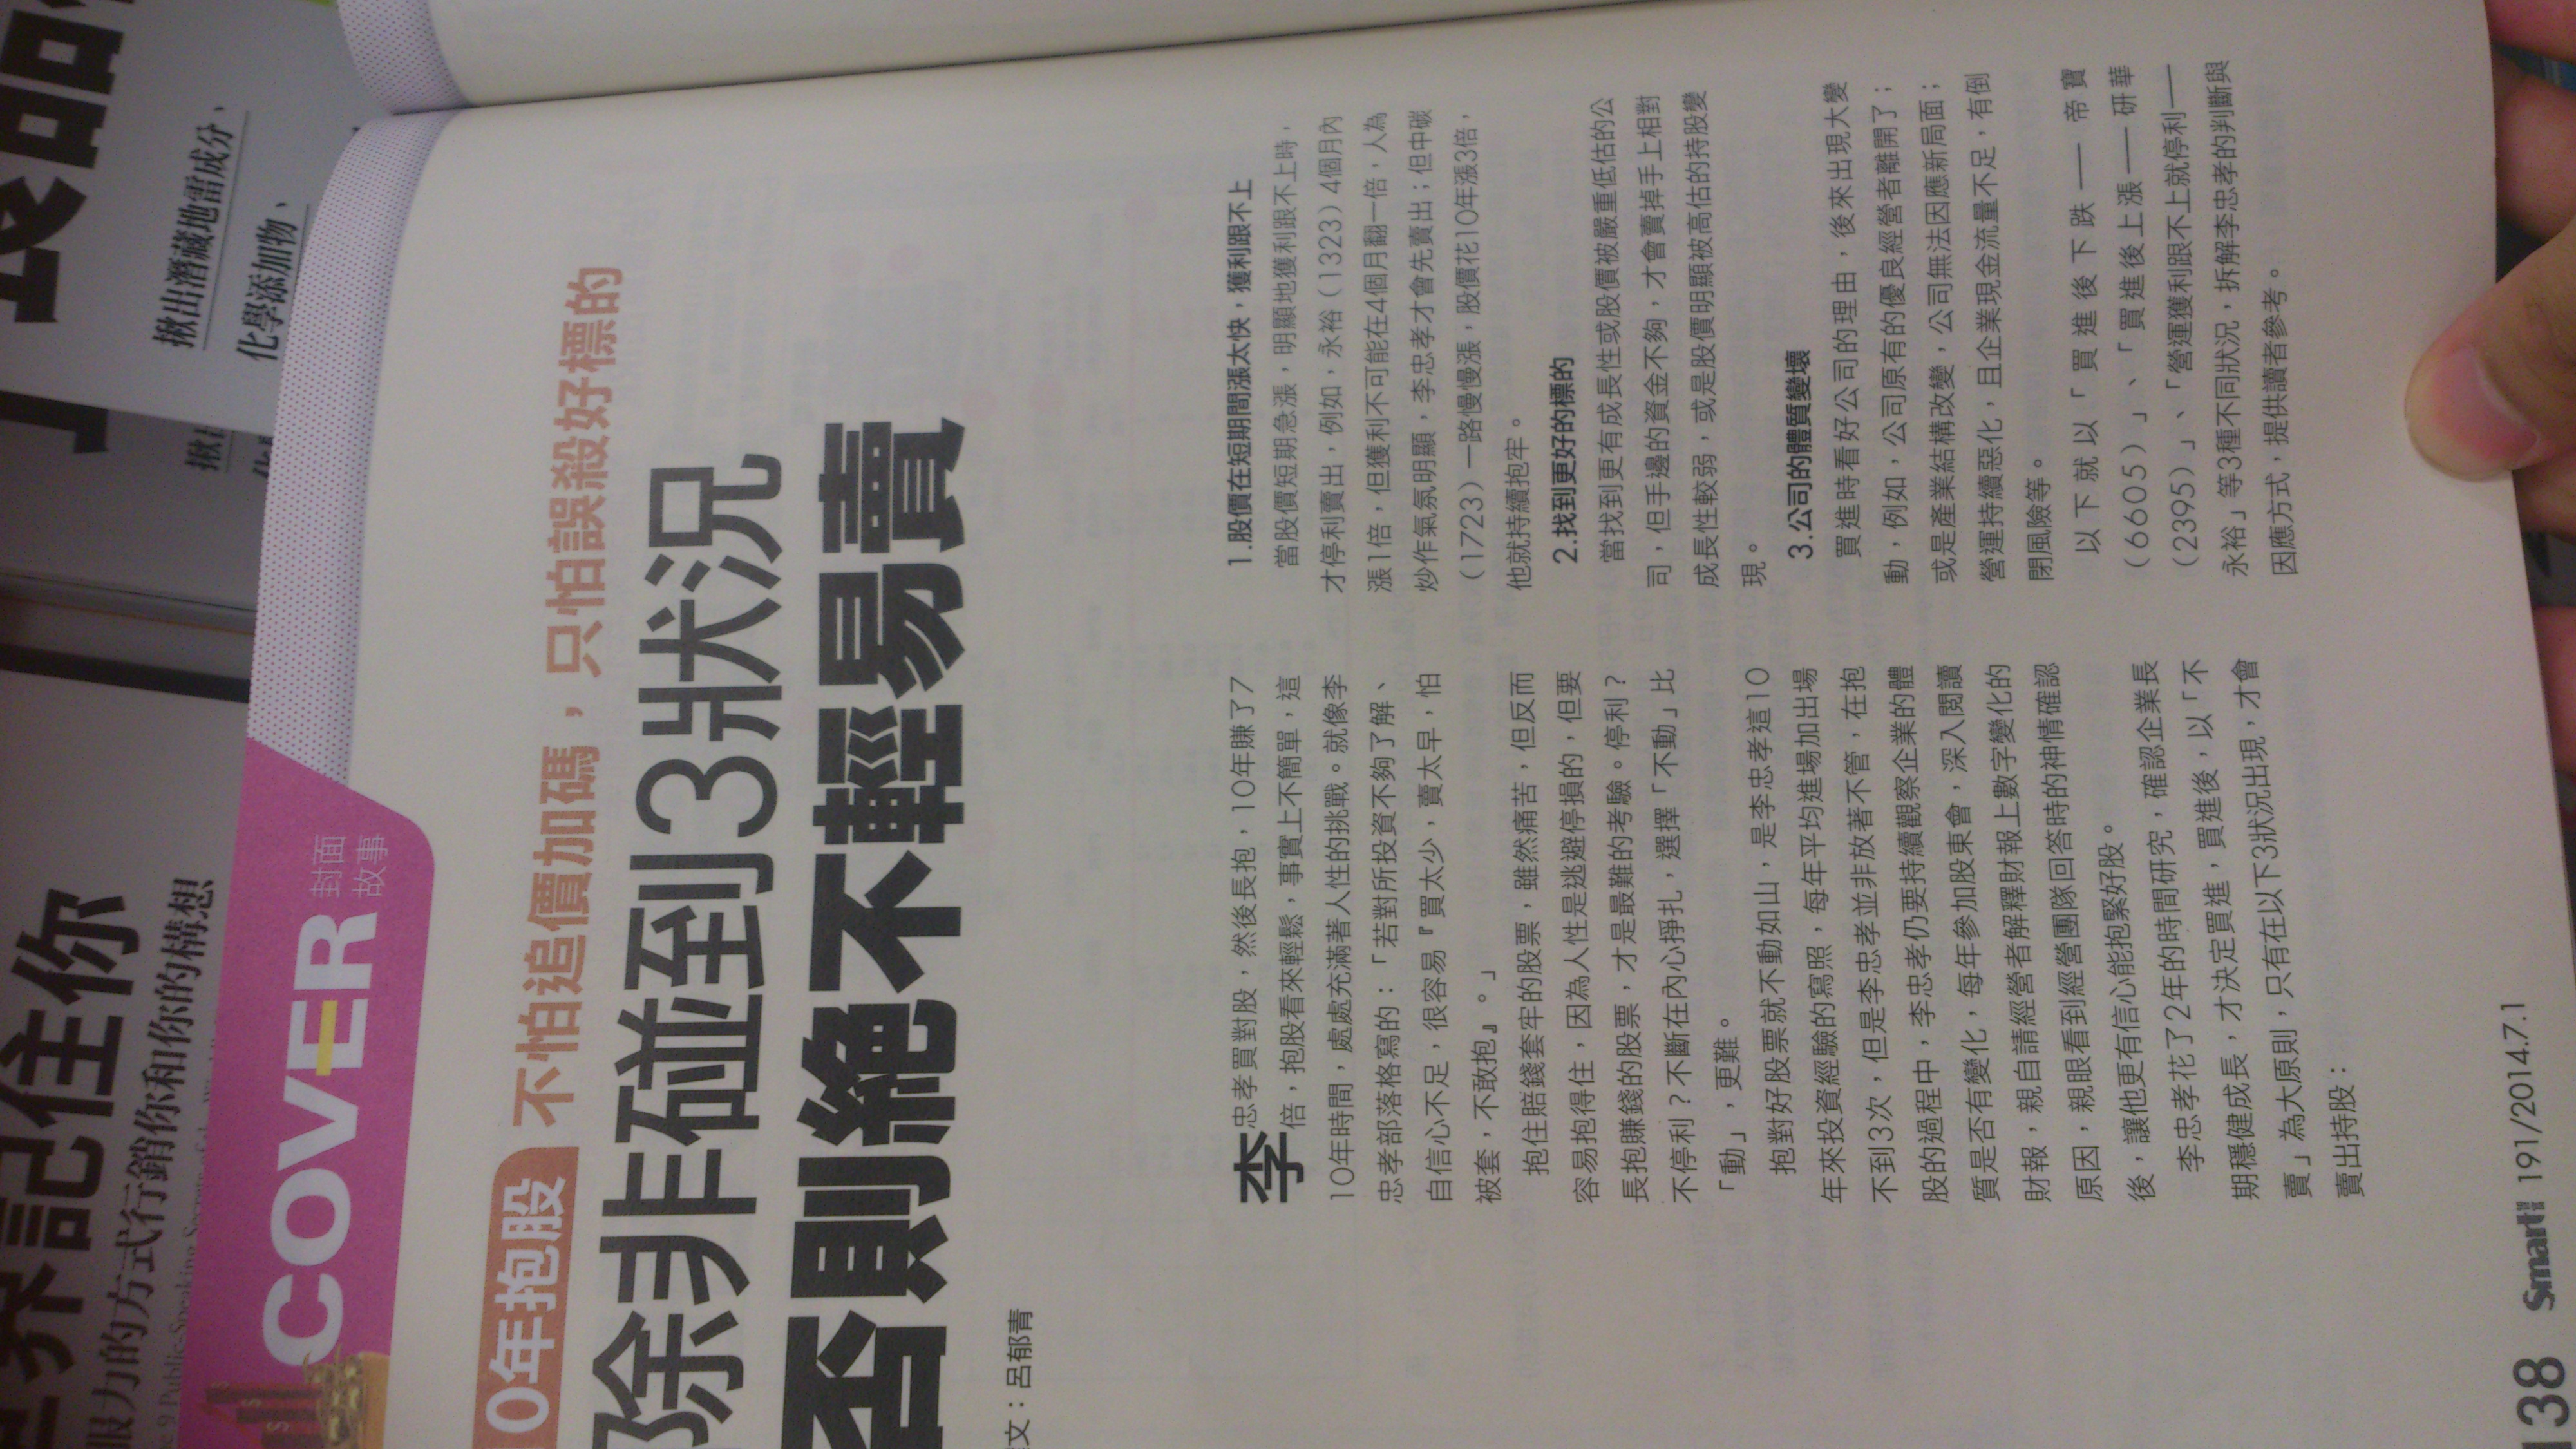 世界記住你
服力的方式行銷你和你的構想
9 Public-Speaking Secrets of the
良品
揪出潛藏地雷成分、
化學添加物、
揪出
COVER
封面
故事
10年抱股
不怕追價加碼，只怕誤殺好標的
除非碰到3狀況
否則絕不輕易賣
文：呂郁青
李忠孝買對股，然後長抱，10年賺了7
倍，抱股看來輕鬆，事實上不簡單，這
10年時間，處處充滿著人性的挑戰。就像李
忠孝部落格寫的：「若對所投資不夠了解、
自信心不足，很容易『買太少，賣太早，怕
被套，不敢抱』。」
抱住賠錢套牢的股票，雖然痛苦，但反而
容易抱得住，因為人性是逃避停損的，但要
長抱賺錢的股票，才是最難的考驗。停利？
不停利？不斷在內心掙扎，選擇「不動」比
「動」，更難。
抱對好股票就不動如山，是李忠孝這10
年來投資經驗的寫照，每年平均進場加出場
不到3次，但是李忠孝並非放著不管，在抱
股的過程中，李忠孝仍要持續觀察企業的體
質是否有變化，每年參加股東會，深入閱讀
財報，親自請經營者解釋財報上數字變化的
原因，親眼看到經營團隊回答時的神情確認
後，讓他更有信心能抱緊好股。
李忠孝花了2年的時間研究，確認企業長
期穩健成長，才決定買進，買進後，以「不
賣」為大原則，只有在以下3狀況出現，才會
賣出持股：
1.股價在短期間漲太快，獲利跟不上
當股價短期急漲，明顯地獲利跟不上時，
才停利賣出，例如，永裕（1323）4個月內
漲1倍，但獲利不可能在4個月翻一倍，人為
炒作氣氛明顯，李忠孝才會先賣出；但中碳
（1723）一路慢慢漲，股價花10年漲3倍，
他就持續抱牢。
2.找到更好的標的
當找到更有成長性或股價被嚴重低估的公
司，但手邊的資金不夠，才會賣掉手上相對
成長性較弱，或是股價明顯被高估的持股變
現。
3.公司的體質變壞
買進時看好公司的理由，後來出現大變
動，例如，公司原有的優良經營者離開了；
或是產業結構改變，公司無法因應新局面；
營運持續惡化，且企業現金流量不足，有倒
閉風險等。
以下就以「買進後下跌——帝寶
（6605）」、「買進後上漲——研華
（2395）」、「營運獲利跟不上就停利——
永裕」等3種不同狀況，拆解李忠孝的判斷與
因應方式，提供讀者參考。
138 Smart 191/2014.7.1